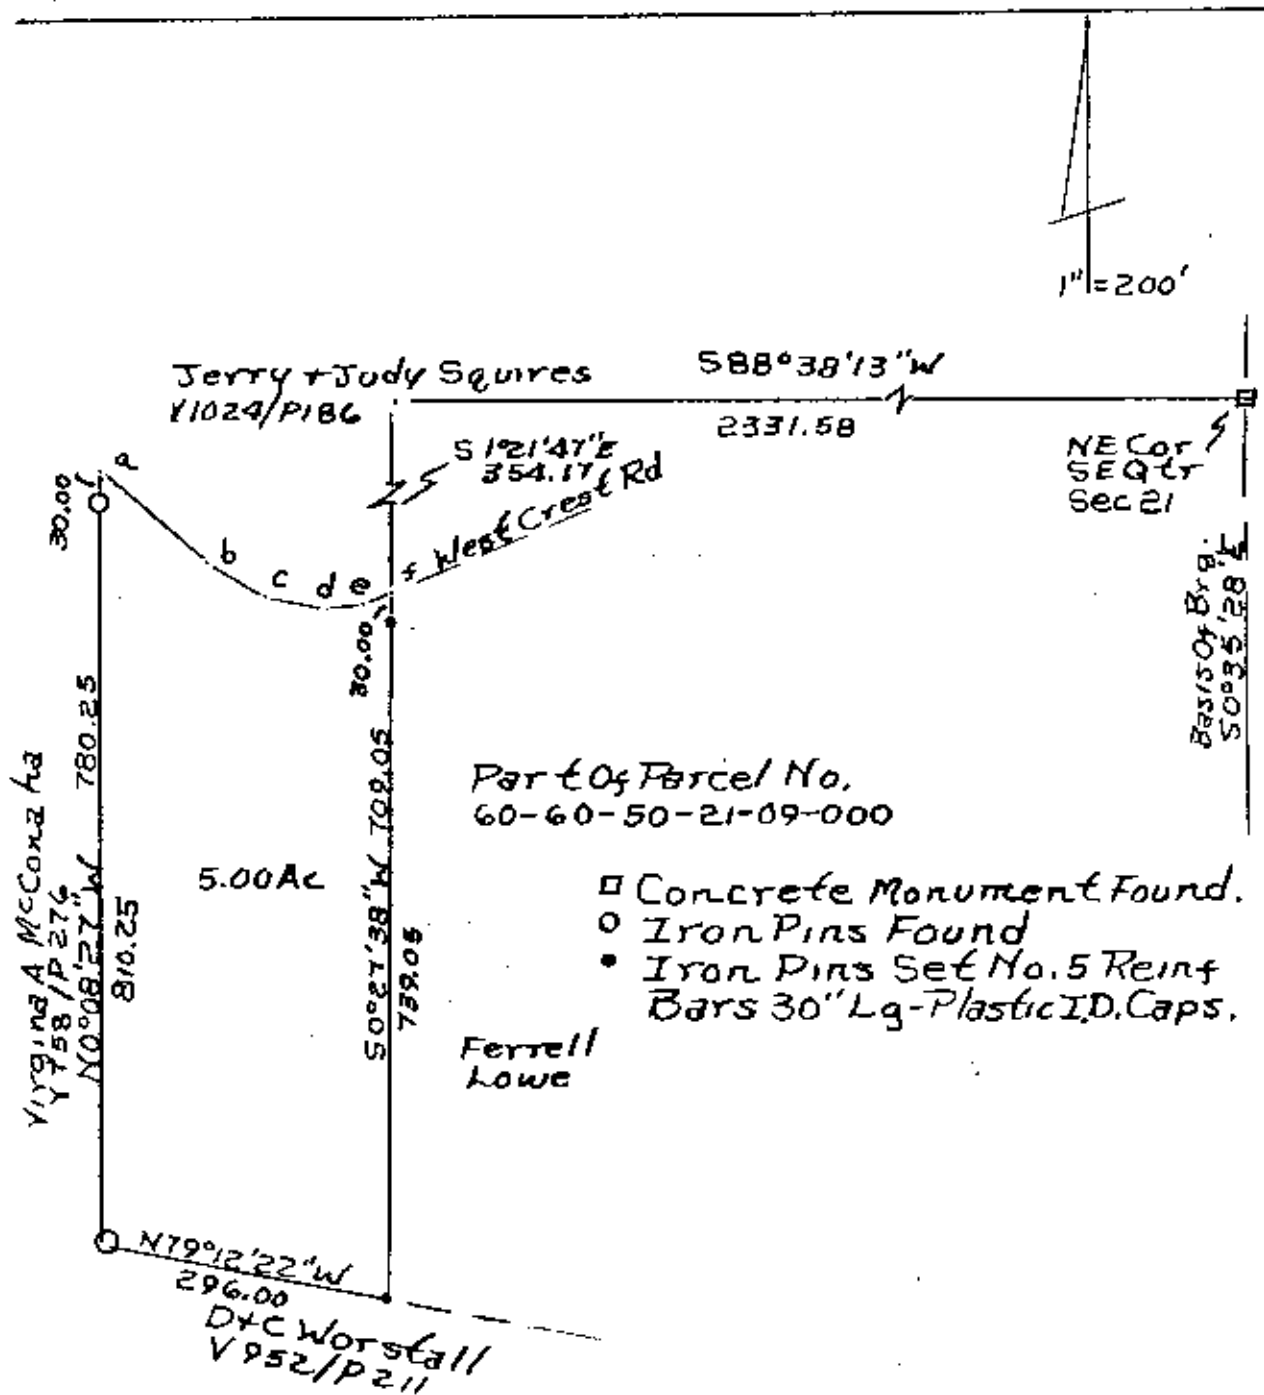 1"=200'
Jerry + Judy Squires
V1024/P186
S88°38'13"W
2331.58
S1°21'47"E
354.17
NE Cor
SE Qtr
Sec 21
West Crest Rd
30.00
a
b
c
d
e
f
30.00'
Basis Of Brg.
S0°35'28"E
Virgina A McConaha
V758/P276
N0°08'27"W 780.25
810.25
5.00Ac
S0°27'38"W 709.05
739.05
Part Of Parcel No.
60-60-50-21-09-000
Concrete Monument Found.
Iron Pins Found
Iron Pins Set No. 5 Reinf
Bars 30" Lg-Plastic I.D. Caps.
Ferrell
Lowe
N79°12'22"W
296.00
D+C Worstall
V952/P211